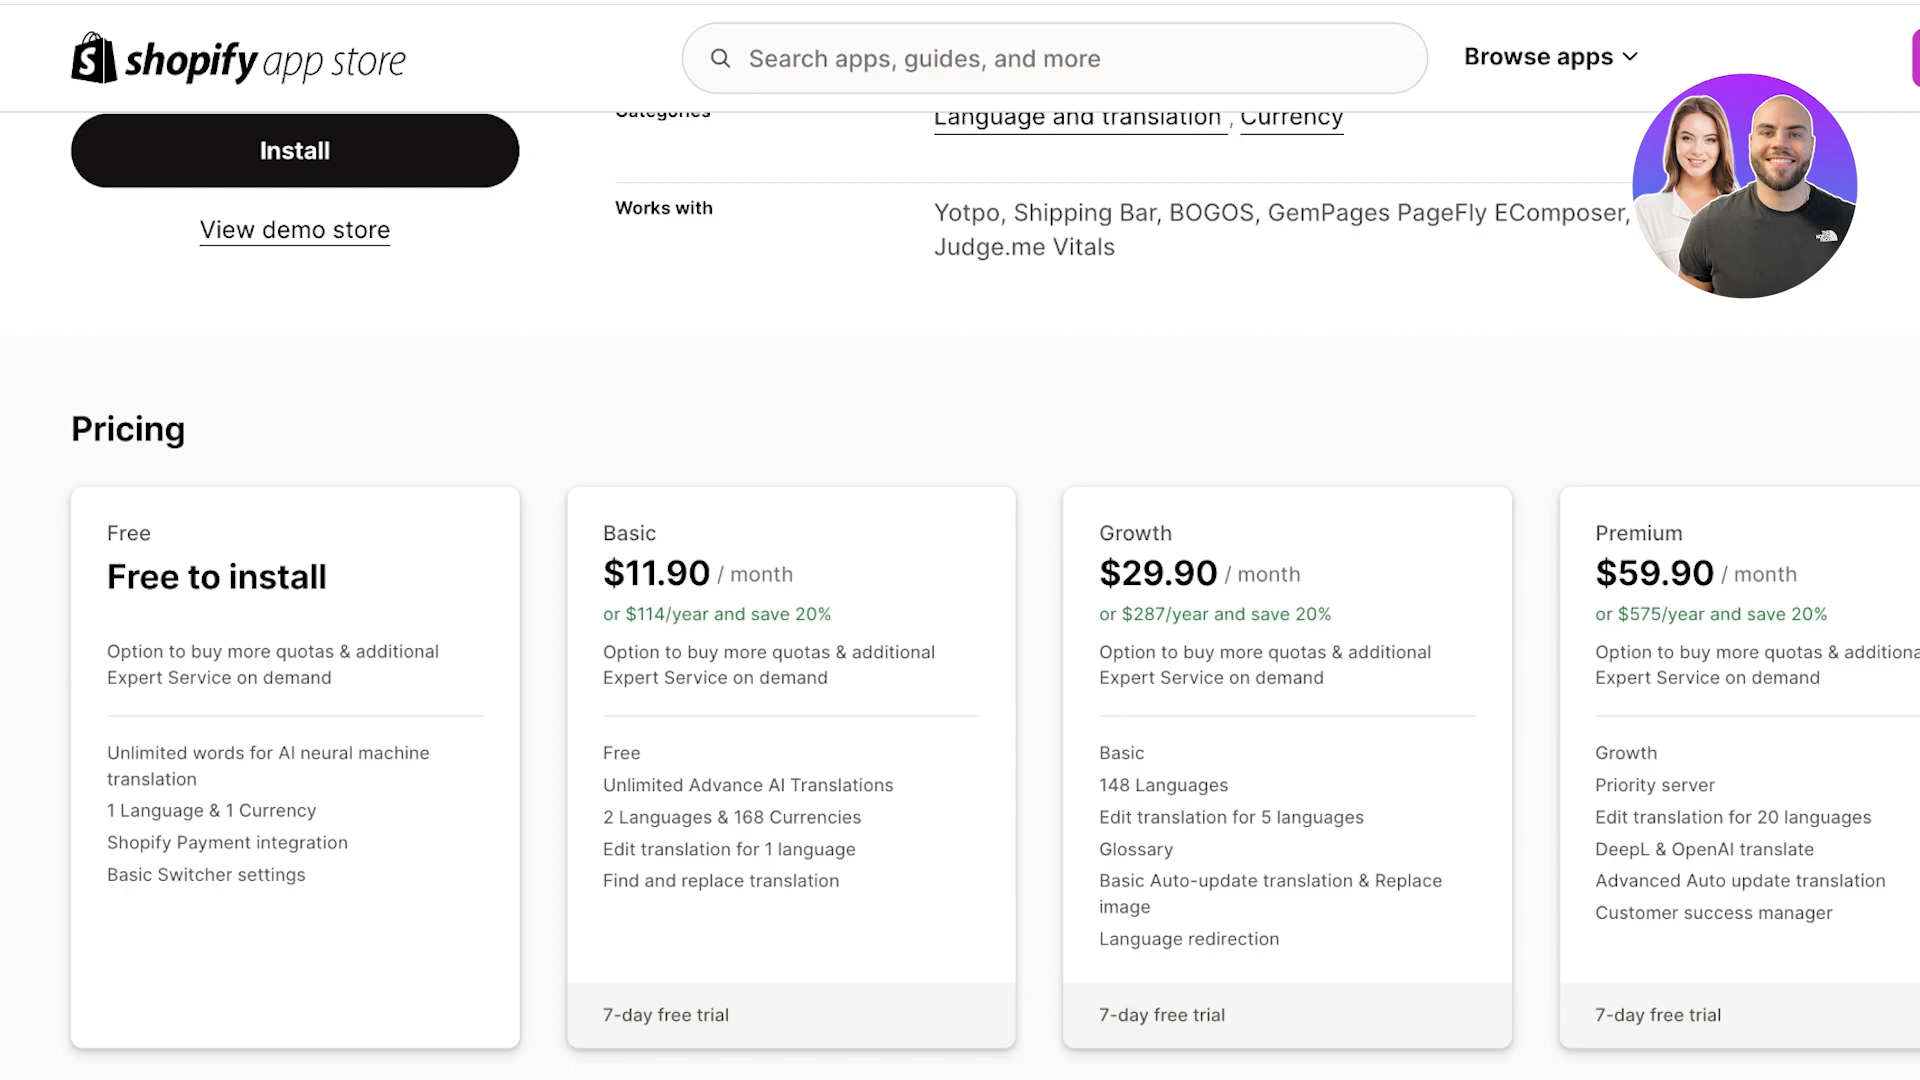 shopify app store
Search apps, guides, and more
Browse apps
Categories
Language and translation , Currency
Install
Works with
Yotpo, Shipping Bar, BOGOS, GemPages PageFly EComposer,
Judge.me Vitals
View demo store
Pricing
Free
Free to install
Option to buy more quotas & additional
Expert Service on demand
Unlimited words for AI neural machine
translation
1 Language & 1 Currency
Shopify Payment integration
Basic Switcher settings
Basic
$11.90 / month
or $114/year and save 20%
Option to buy more quotas & additional
Expert Service on demand
Free
Unlimited Advance AI Translations
2 Languages & 168 Currencies
Edit translation for 1 language
Find and replace translation
7-day free trial
Growth
$29.90 / month
or $287/year and save 20%
Option to buy more quotas & additional
Expert Service on demand
Basic
148 Languages
Edit translation for 5 languages
Glossary
Basic Auto-update translation & Replace
image
Language redirection
7-day free trial
Premium
$59.90 / month
or $575/year and save 20%
Option to buy more quotas & additiona
Expert Service on demand
Growth
Priority server
Edit translation for 20 languages
DeepL & OpenAI translate
Advanced Auto update translation
Customer success manager
7-day free trial